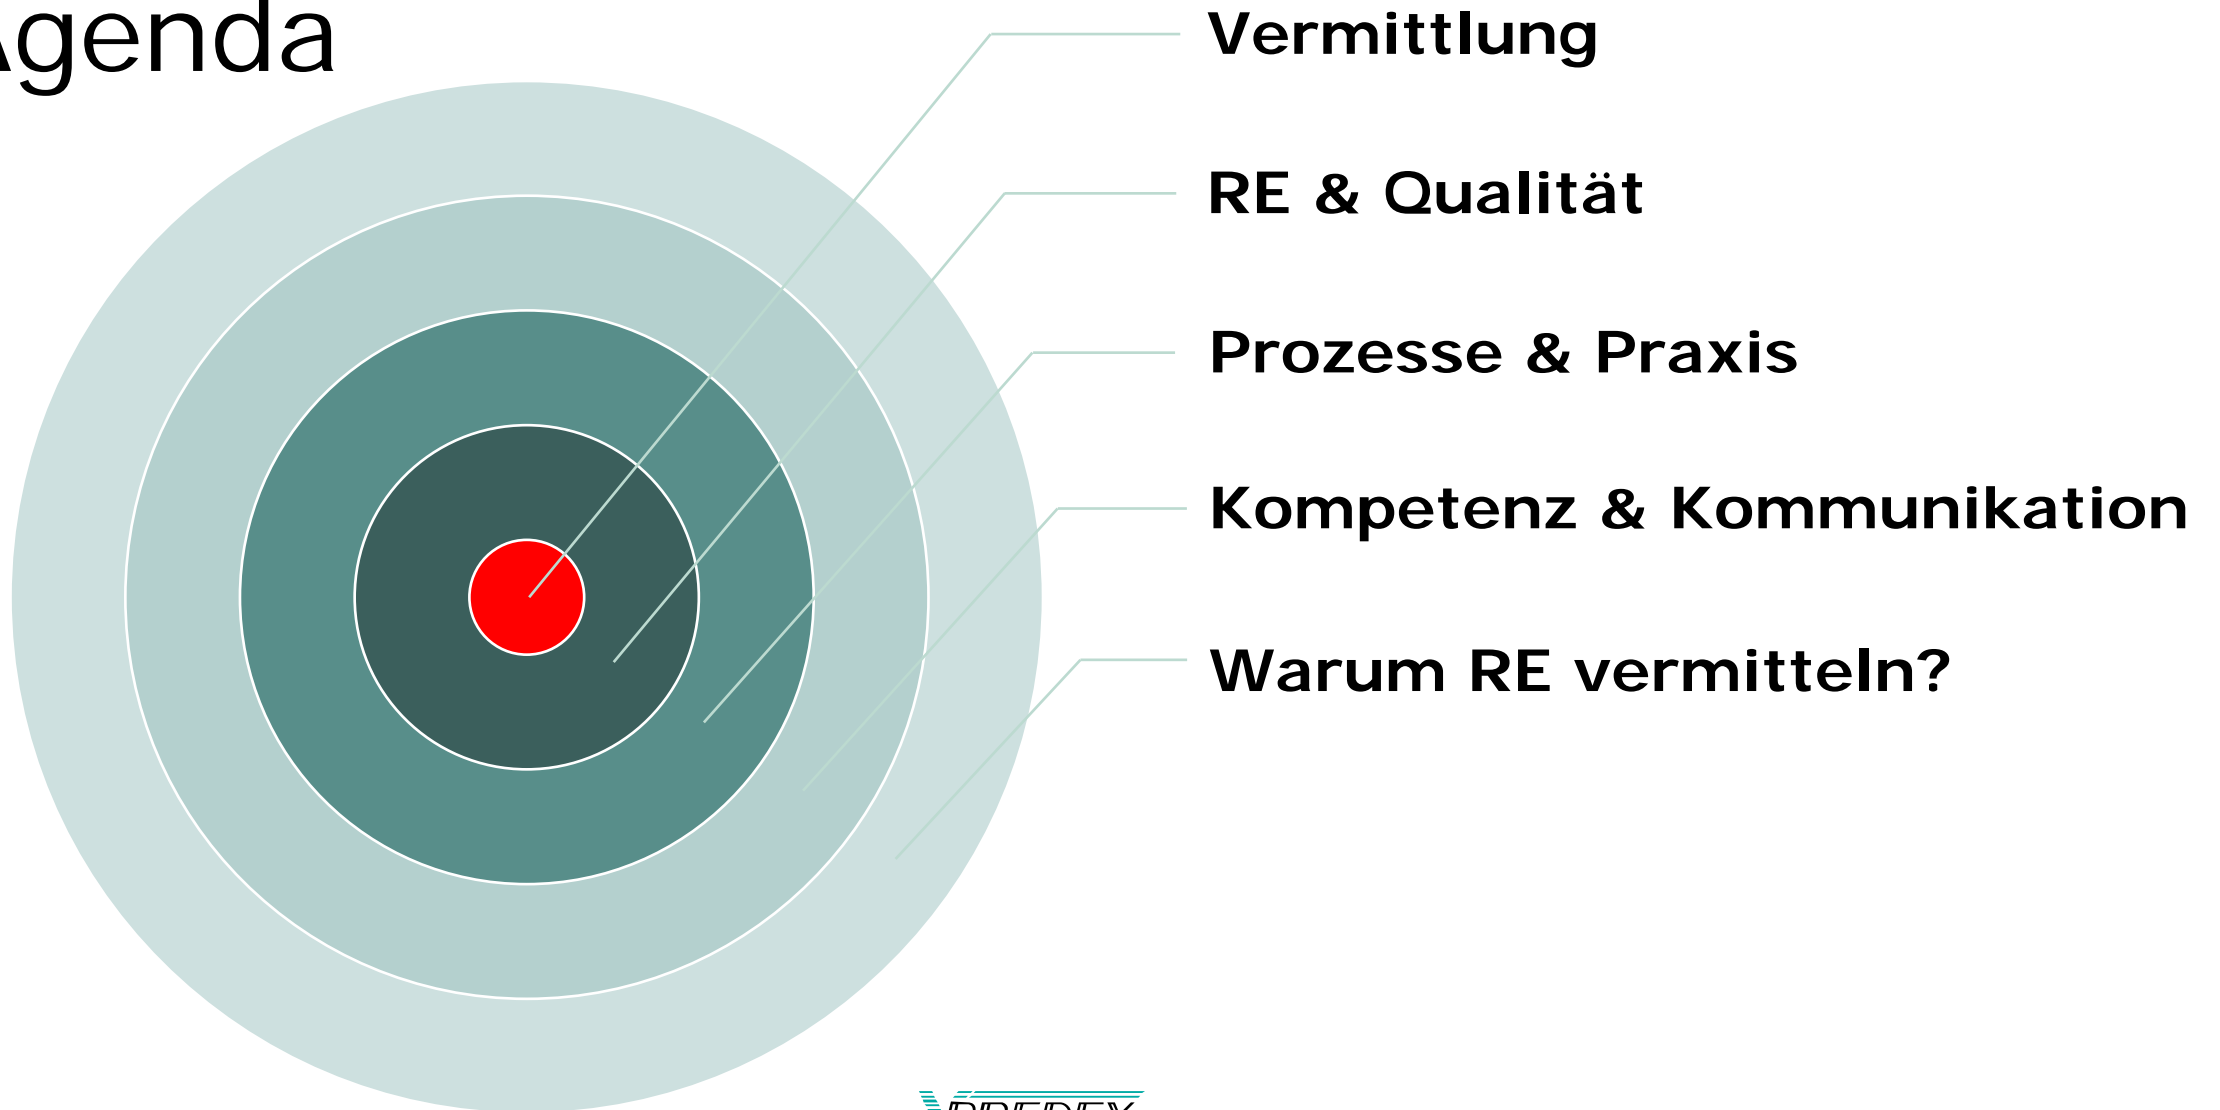 Agenda
Vermittlung
RE & Qualität
Prozesse & Praxis
Kompetenz & Kommunikation
Warum RE vermitteln?